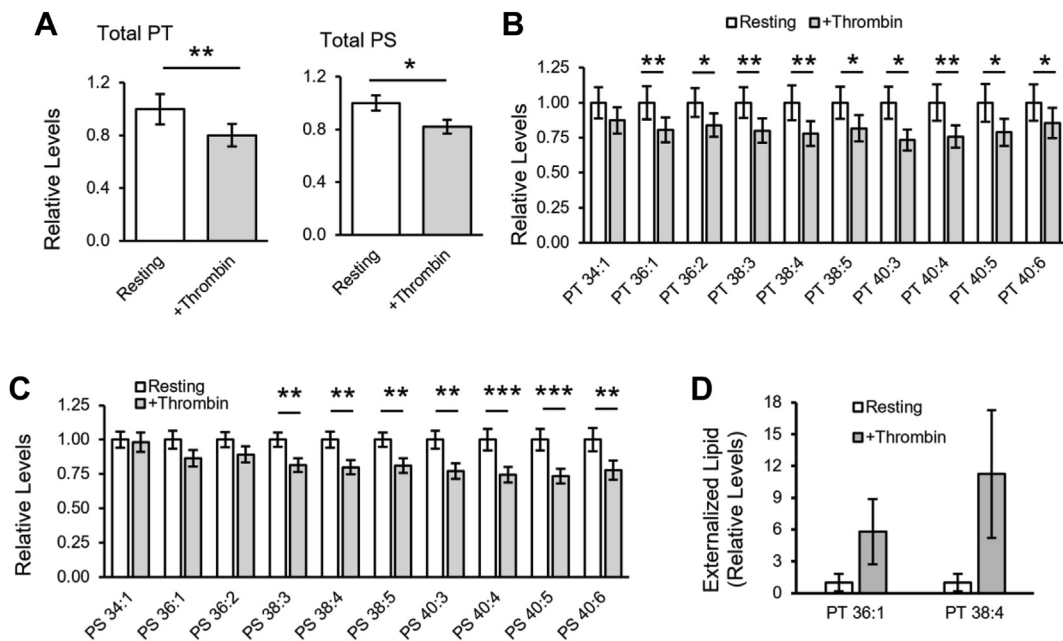 A
Total PT
**
Relative Levels
1.2
0.8
0.4
0.0
Resting
+Thrombin
Total PS
*
1.2
0.8
0.4
0.0
Resting
+Thrombin
B
Resting +Thrombin
** * ** ** * * ** * *
Relative Levels
1.25
1.00
0.75
0.50
0.25
0.00
PT 34:1 PT 36:1 PT 36:2 PT 38:3 PT 38:4 PT 38:5 PT 40:3 PT 40:4 PT 40:5 PT 40:6
C
Resting
+Thrombin
** ** ** ** *** *** **
Relative Levels
1.25
1.00
0.75
0.50
0.25
0.00
PS 34:1 PS 36:1 PS 36:2 PS 38:3 PS 38:4 PS 38:5 PS 40:3 PS 40:4 PS 40:5 PS 40:6
D
Resting
+Thrombin
Externalized Lipid
(Relative Levels)
18
15
12
9
6
3
0
PT 36:1 PT 38:4